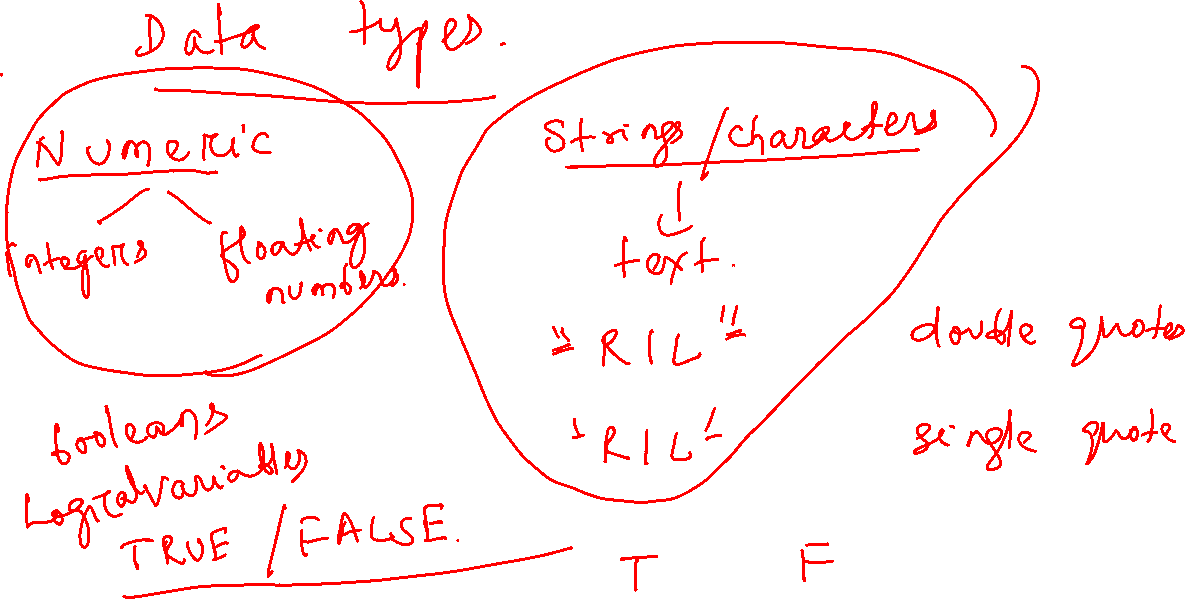 Data types.
Numeric
integers floating
numbers.
Strings/characters
text.
"RIL" double quotes
'RIL' single quote
booleans
Logical variables
TRUE / FALSE.
T F